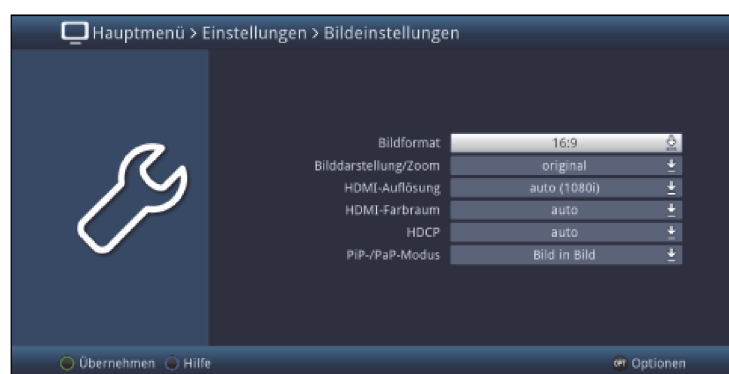 Hauptmenü > Einstellungen > Bildeinstellungen
Bildformat 16:9
Bilddarstellung/Zoom original
HDMI-Auflösung auto (1080i)
HDMI-Farbraum auto
HDCP auto
PiP-/PaP-Modus Bild in Bild
Übernehmen Hilfe OPT Optionen